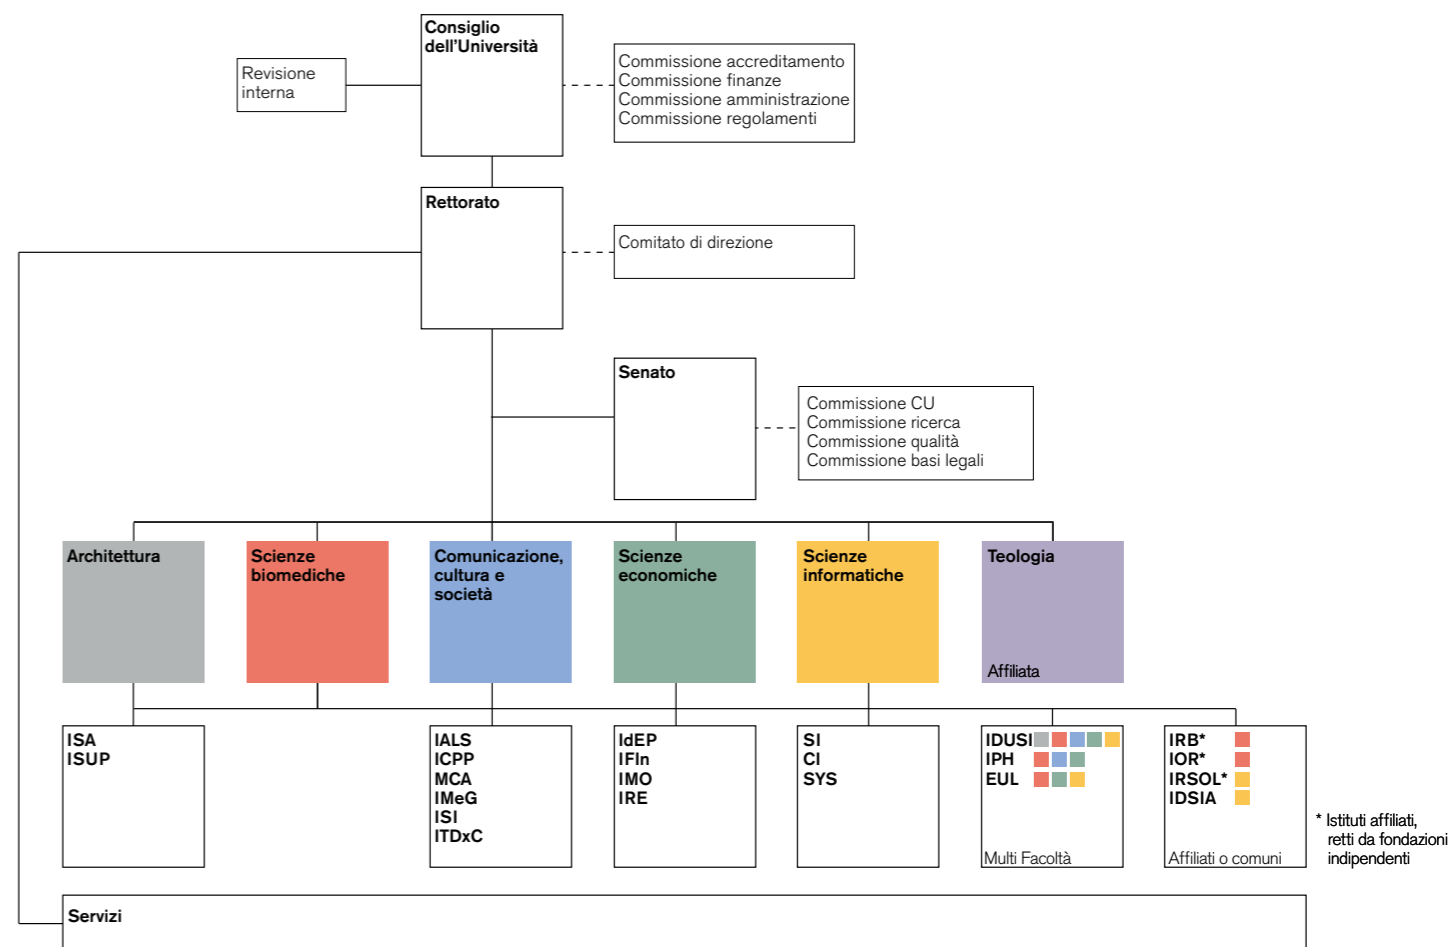 Consiglio
dell'Università
Revisione
interna
Commissione accreditamento
Commissione finanze
Commissione amministrazione
Commissione regolamenti
Rettorato
Comitato di direzione
Senato
Commissione CU
Commissione ricerca
Commissione qualità
Commissione basi legali
Architettura
Scienze
biomediche
Comunicazione,
cultura e
società
Scienze
economiche
Scienze
informatiche
Teologia
Affiliata
ISA
ISUP
IALS
ICPP
MCA
IMeG
ISI
ITDxC
IdEP
IFIn
IMO
IRE
SI
CI
SYS
IDUSI
IPH
EUL
Multi Facoltà
IRB*
IOR*
IRSOL*
IDSIA
Affiliati o comuni
* Istituti affiliati,
retti da fondazioni
indipendenti
Servizi